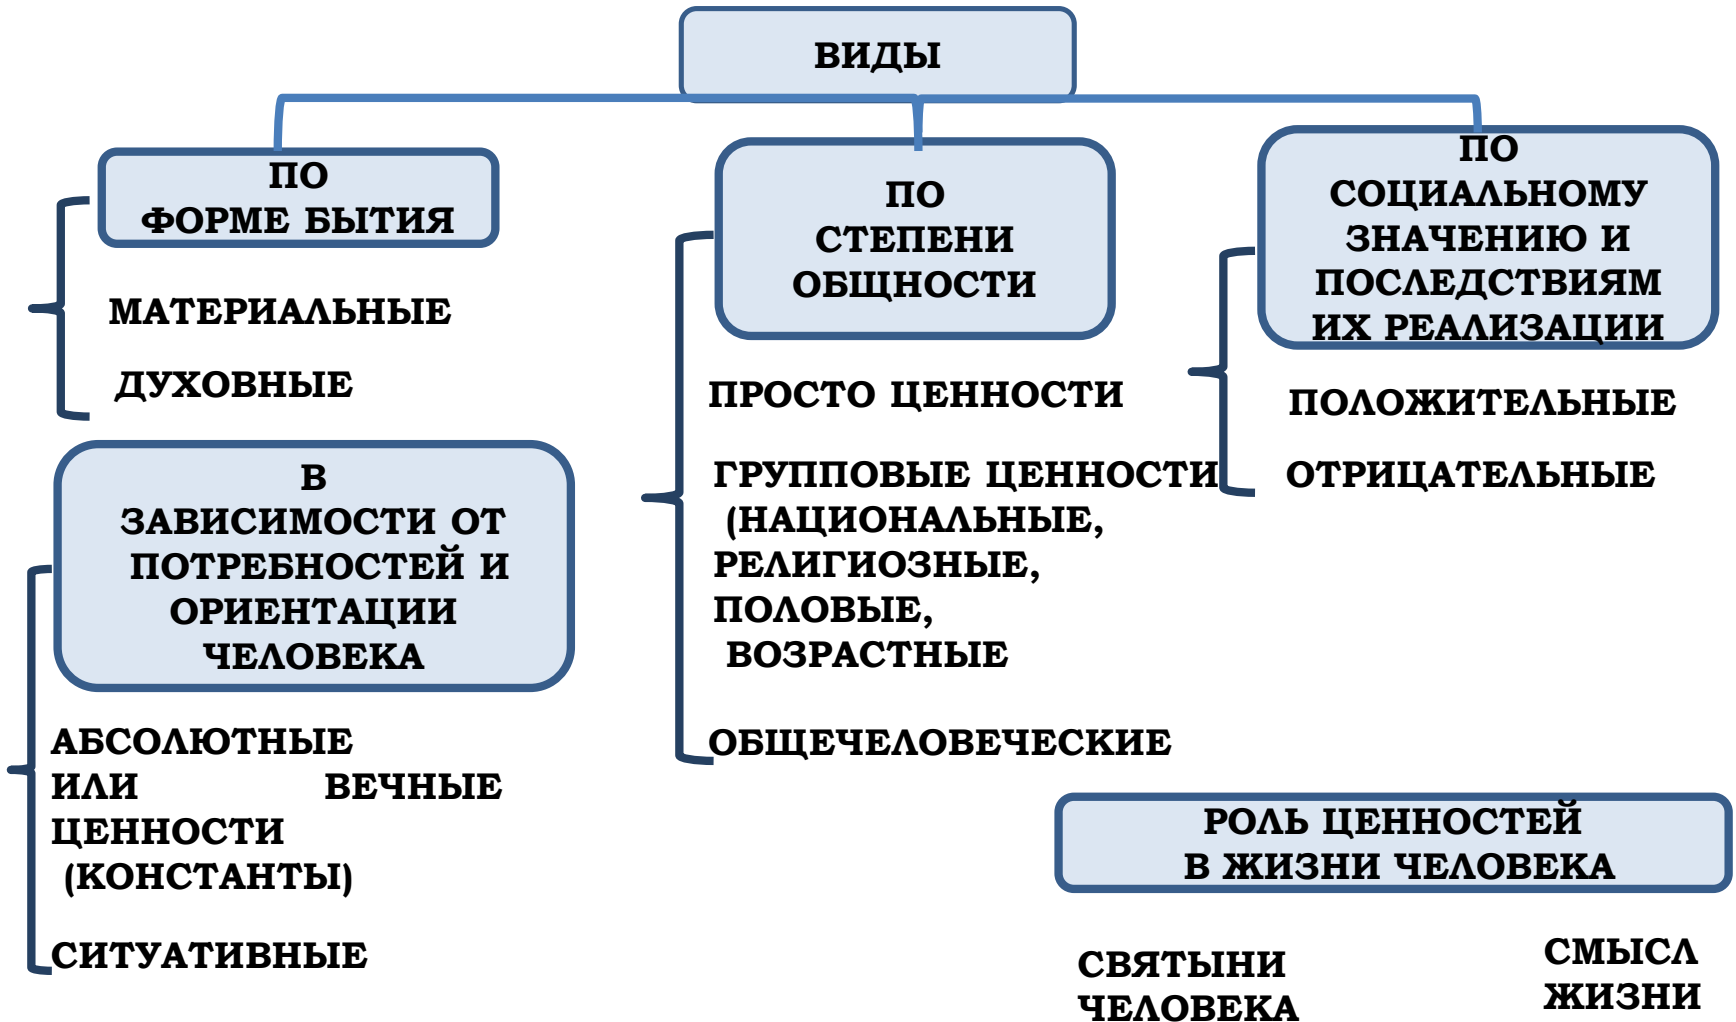 ВИДЫ
ПО
ФОРМЕ БЫТИЯ
МАТЕРИАЛЬНЫЕ
ДУХОВНЫЕ
В
ЗАВИСИМОСТИ ОТ
ПОТРЕБНОСТЕЙ И
ОРИЕНТАЦИИ
ЧЕЛОВЕКА
АБСОЛЮТНЫЕ
ИЛИ ВЕЧНЫЕ
ЦЕННОСТИ
(КОНСТАНТЫ)
СИТУАТИВНЫЕ
ПО
СТЕПЕНИ
ОБЩНОСТИ
ПРОСТО ЦЕННОСТИ
ГРУППОВЫЕ ЦЕННОСТИ
(НАЦИОНАЛЬНЫЕ,
РЕЛИГИОЗНЫЕ,
ПОЛОВЫЕ,
ВОЗРАСТНЫЕ
ОБЩЕЧЕЛОВЕЧЕСКИЕ
ПО
СОЦИАЛЬНОМУ
ЗНАЧЕНИЮ И
ПОСЛЕДСТВИЯМ
ИХ РЕАЛИЗАЦИИ
ПОЛОЖИТЕЛЬНЫЕ
ОТРИЦАТЕЛЬНЫЕ
РОЛЬ ЦЕННОСТЕЙ
В ЖИЗНИ ЧЕЛОВЕКА
СВЯТЫНИ
ЧЕЛОВЕКА
СМЫСЛ
ЖИЗНИ